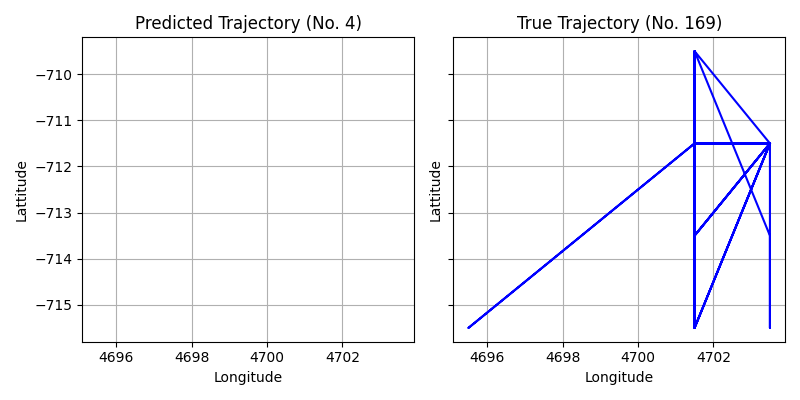 Predicted Trajectory (No. 4)
True Trajectory (No. 169)
−710
−711
−712
−713
−714
−715
Lattitude
Lattitude
4696 4698 4700 4702
4696 4698 4700 4702
Longitude
Longitude